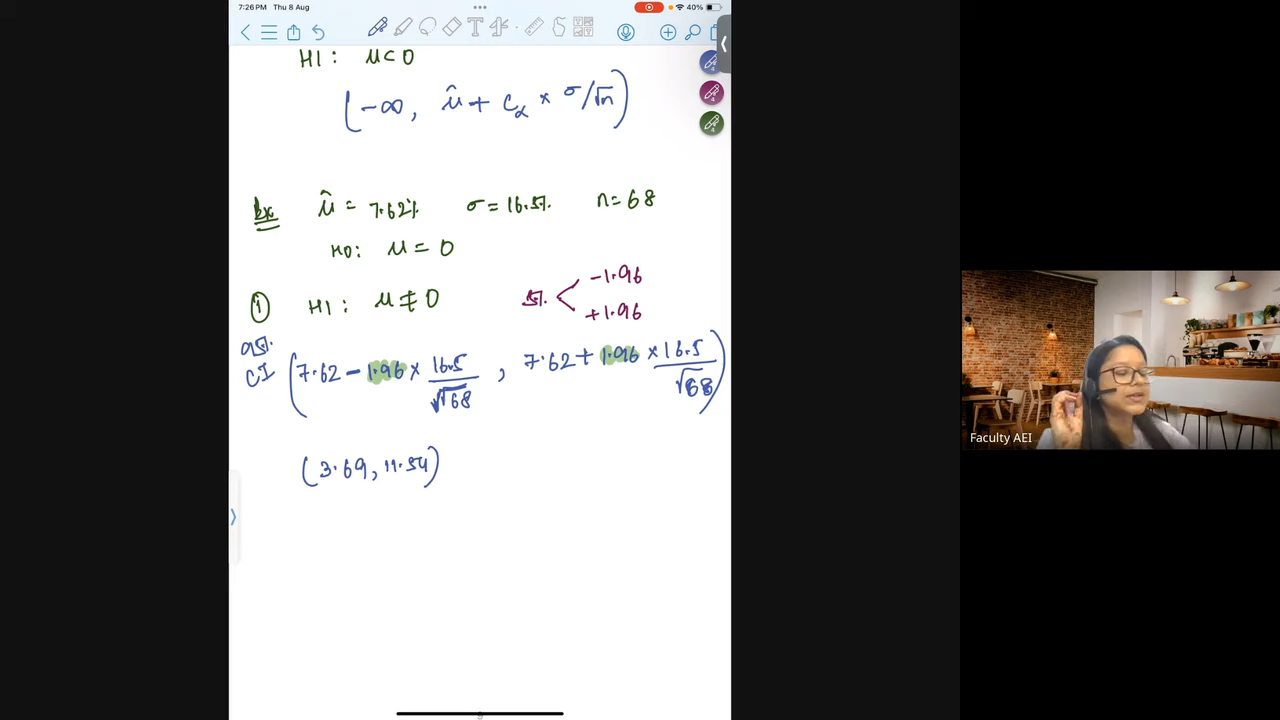 7:26 PM Thu 8 Aug
40%
H1: μ < 0
(-∞, μ̂ + Cα × σ/√n)
Ex μ̂ = 7.62% σ = 16.5% n = 68
H0: μ = 0
① H1: μ ≠ 0
5% < -1.96
+1.96
95%
CI (7.62 - 1.96 × 16.5/√68, 7.62 + 1.96 × 16.5/√68)
(3.69, 11.54)
Faculty AEI